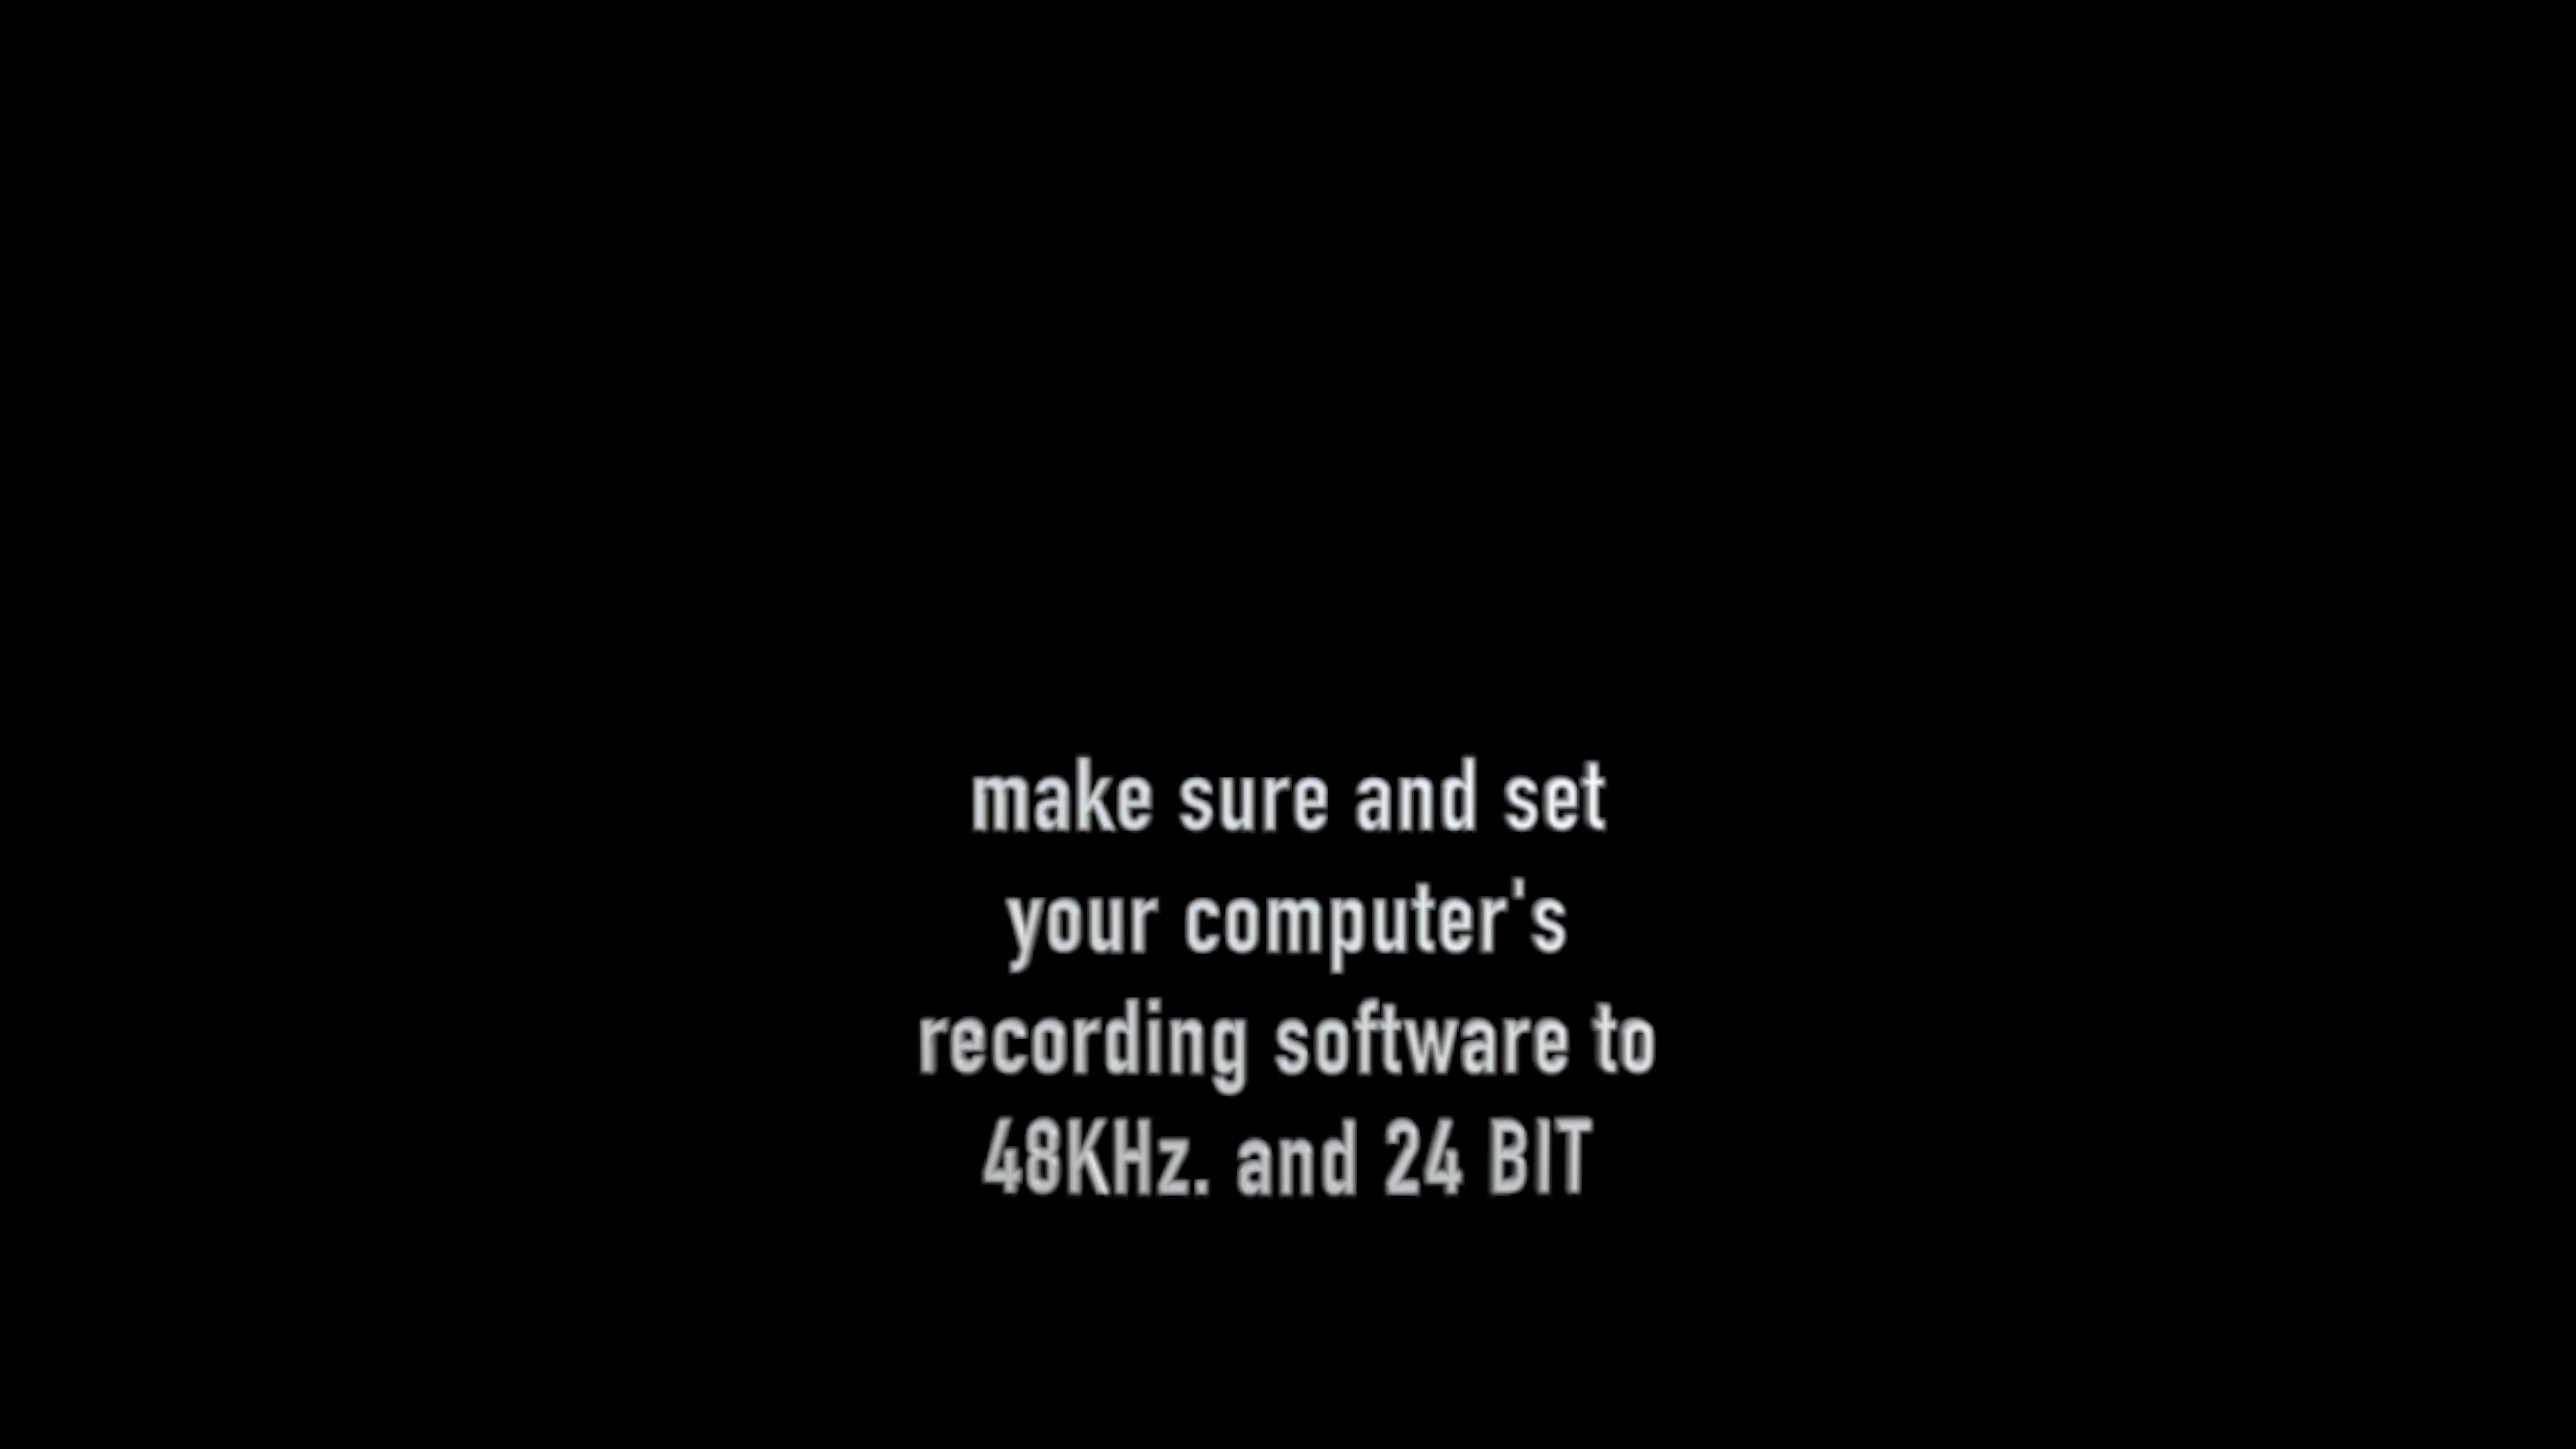 make sure and set
your computer's
recording software to
48KHz. and 24 BIT